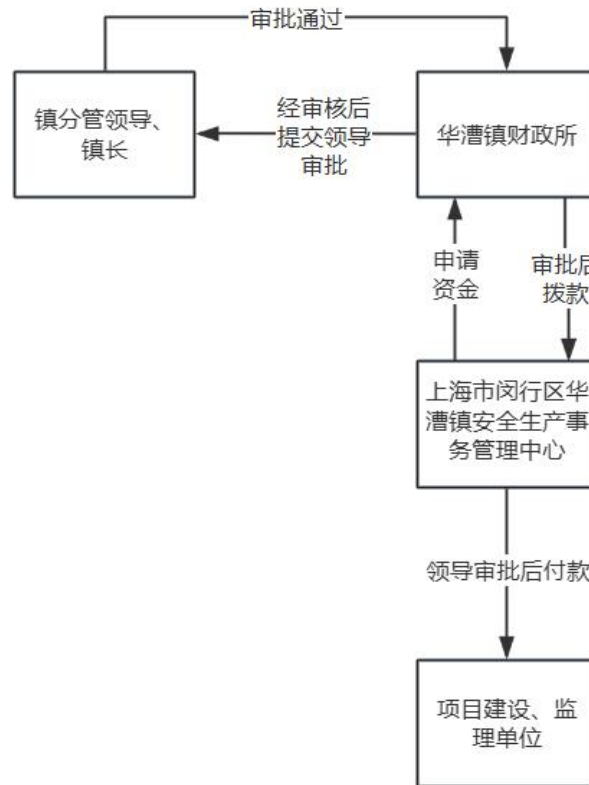 审批通过
镇分管领导、
镇长
经审核后
提交领导
审批
华漕镇财政所
申请
资金
审批后
拨款
上海市闵行区华
漕镇安全生产事
务管理中心
领导审批后付款
项目建设、监
理单位